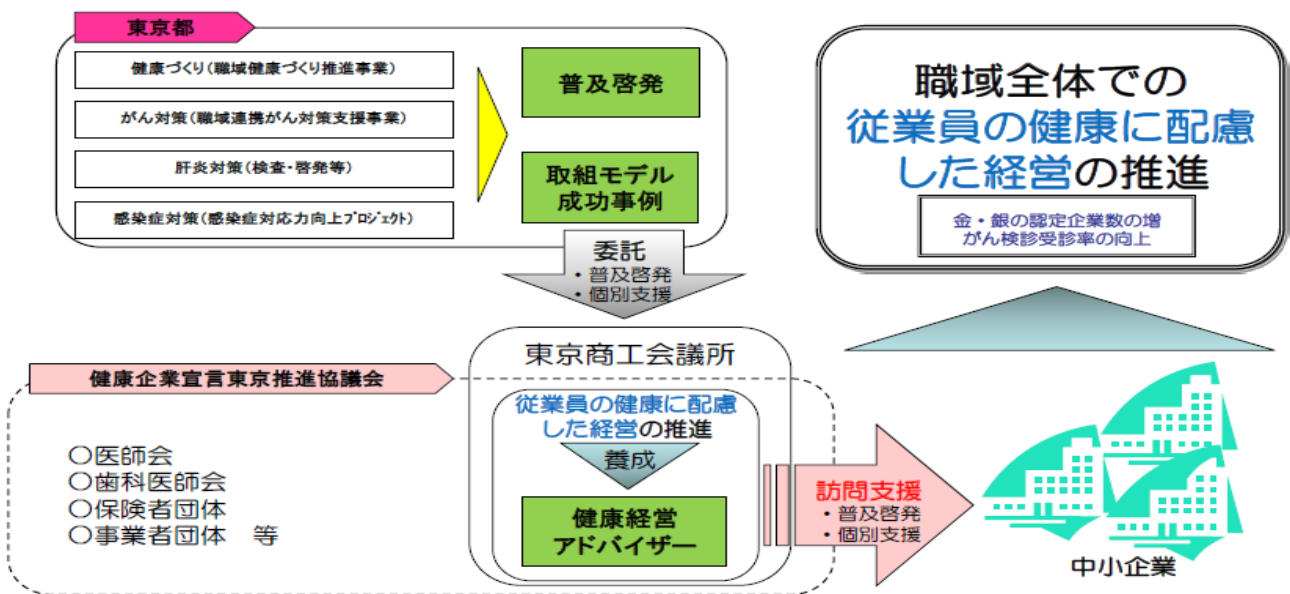 東京都
健康づくり(職域健康づくり推進事業)
がん対策(職域連携がん対策支援事業)
肝炎対策(検査・啓発等)
感染症対策(感染症対応力向上プロジェクト)
普及啓発
取組モデル
成功事例
委託
・普及啓発
・個別支援
職域全体での
従業員の健康に配慮
した経営の推進
金・銀の認定企業数の増
がん検診受診率の向上
健康企業宣言東京推進協議会
○医師会
○歯科医師会
○保険者団体
○事業者団体 等
東京商工会議所
従業員の健康に配慮
した経営の推進
養成
健康経営
アドバイザー
訪問支援
・普及啓発
・個別支援
中小企業